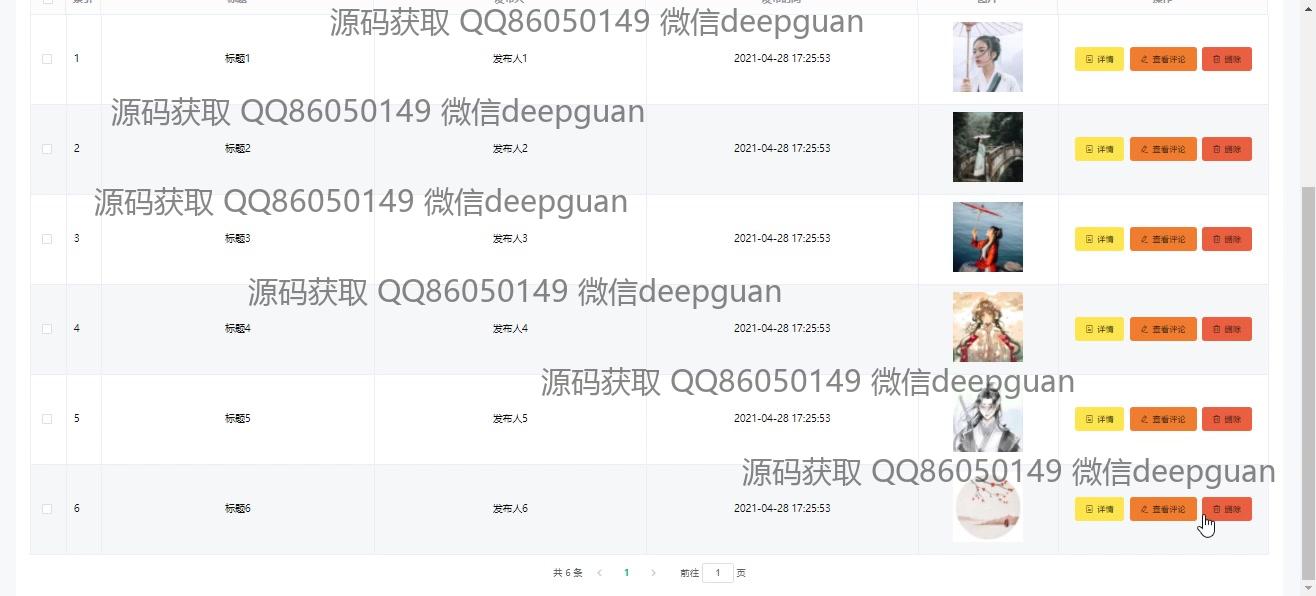 源码获取 QQ86050149 微信deepguan
1 标题1 发布人1 2021-04-28 17:25:53 详情 查看评论 删除
源码获取 QQ86050149 微信deepguan
2 标题2 发布人2 2021-04-28 17:25:53 详情 查看评论 删除
源码获取 QQ86050149 微信deepguan
3 标题3 发布人3 2021-04-28 17:25:53 详情 查看评论 删除
源码获取 QQ86050149 微信deepguan
4 标题4 发布人4 2021-04-28 17:25:53 详情 查看评论 删除
源码获取 QQ86050149 微信deepguan
5 标题5 发布人5 2021-04-28 17:25:53 详情 查看评论 删除
源码获取 QQ86050149 微信deepguan
6 标题6 发布人6 2021-04-28 17:25:53 详情 查看评论 删除
共 6 条 1 前往 1 页